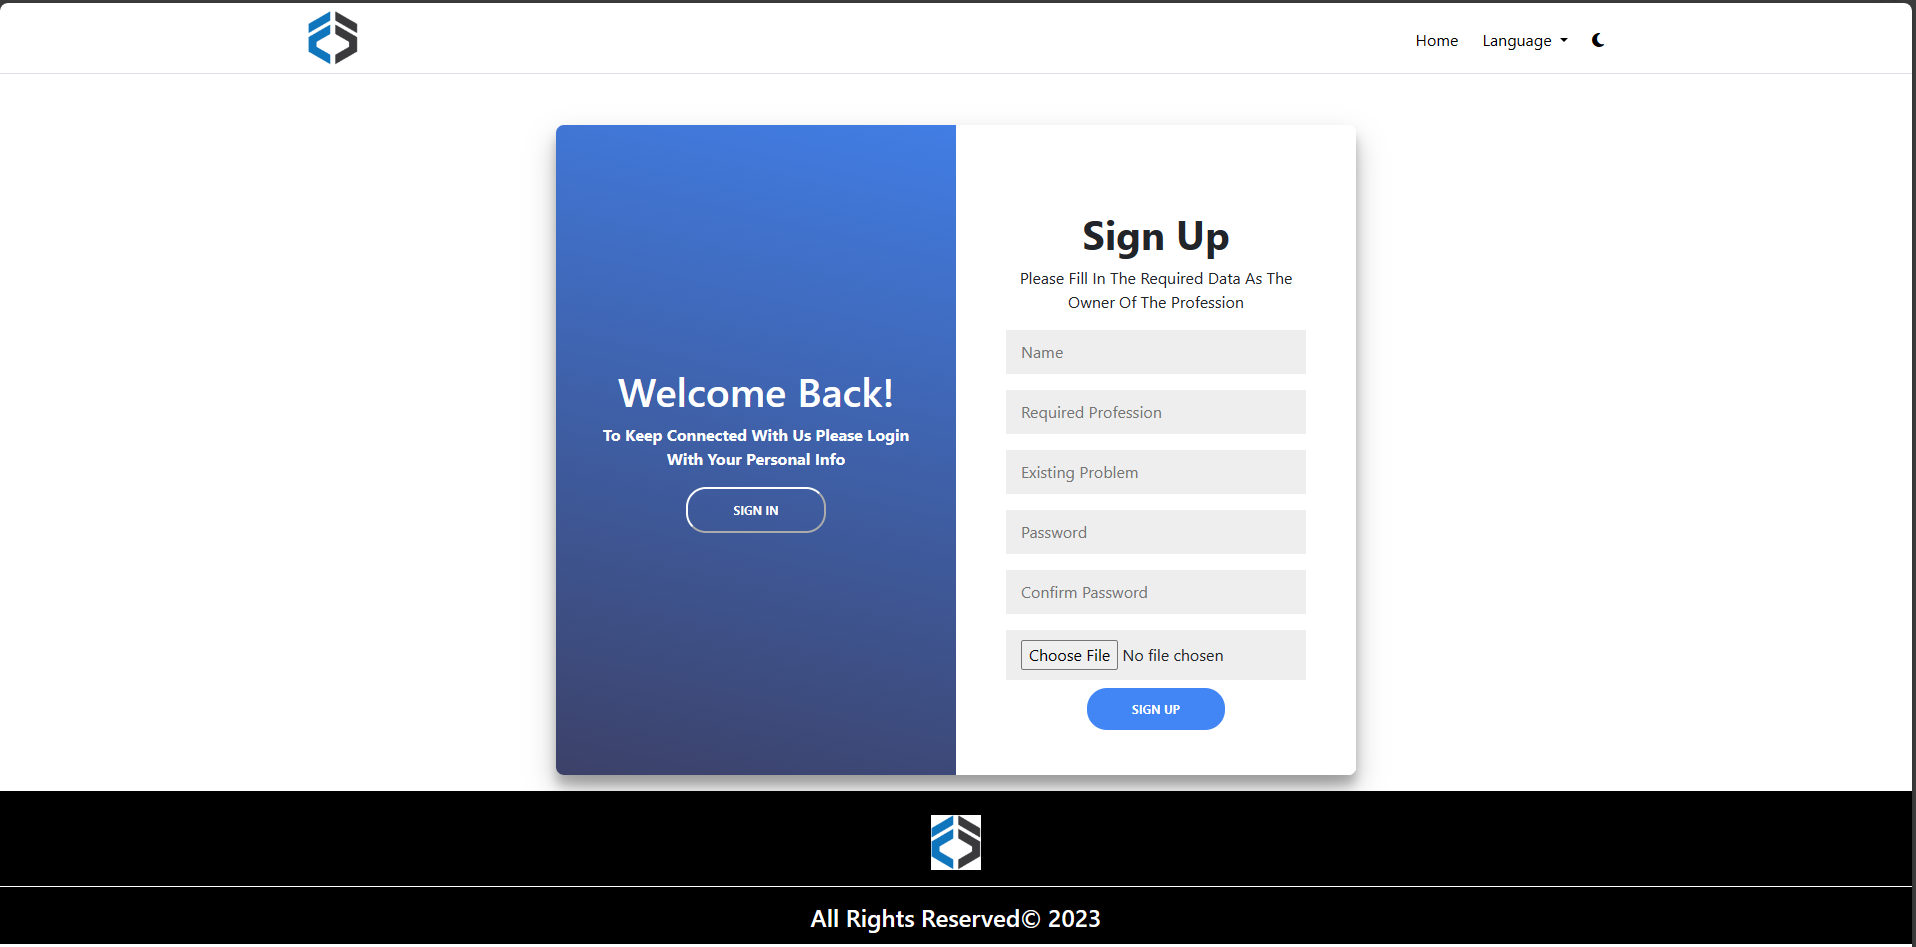 Home
Language
Welcome Back!
To Keep Connected With Us Please Login
With Your Personal Info
SIGN IN
Sign Up
Please Fill In The Required Data As The
Owner Of The Profession
Name
Required Profession
Existing Problem
Password
Confirm Password
Choose File No file chosen
SIGN UP
All Rights Reserved© 2023